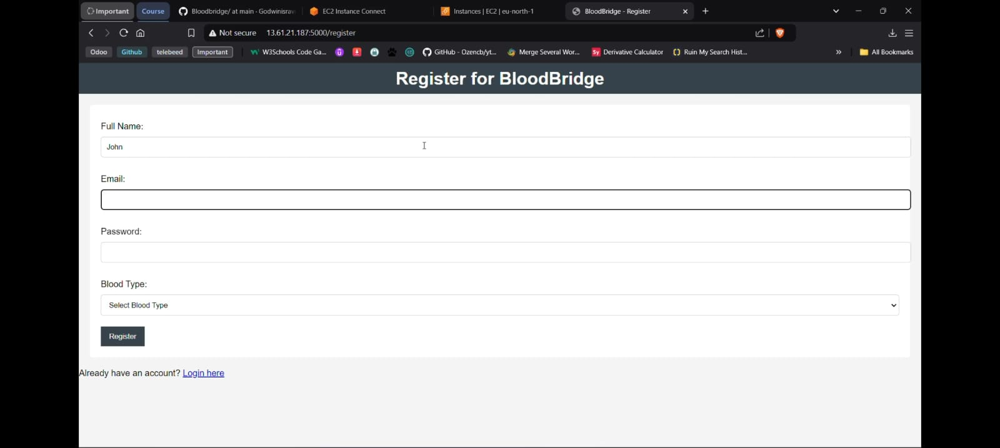 Important Course Bloodbridge/ at main · Godwinisrav EC2 Instance Connect Instances | EC2 | eu-north-1 BloodBridge - Register
Not secure 13.61.21.187:5000/register
Odoo Github telebeed Important W3Schools Code Ga... GitHub - Ozencb/yt... Merge Several Wor... Sy Derivative Calculator Ruin My Search Hist... » All Bookmarks
Register for BloodBridge
Full Name:
John
Email:
Password:
Blood Type:
Select Blood Type
Register
Already have an account? Login here